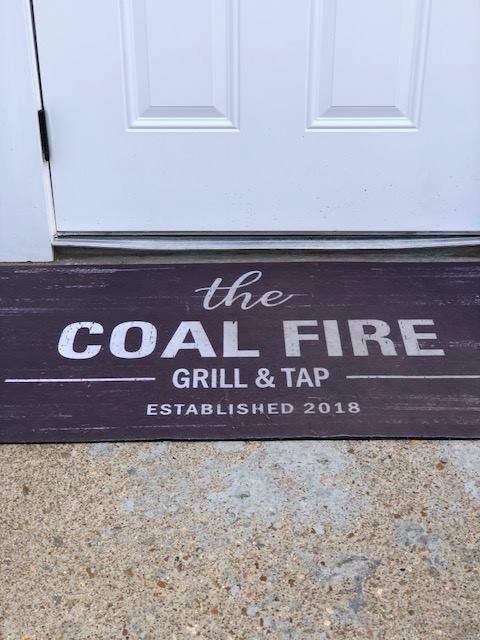 the
COAL FIRE
GRILL & TAP
ESTABLISHED 2018